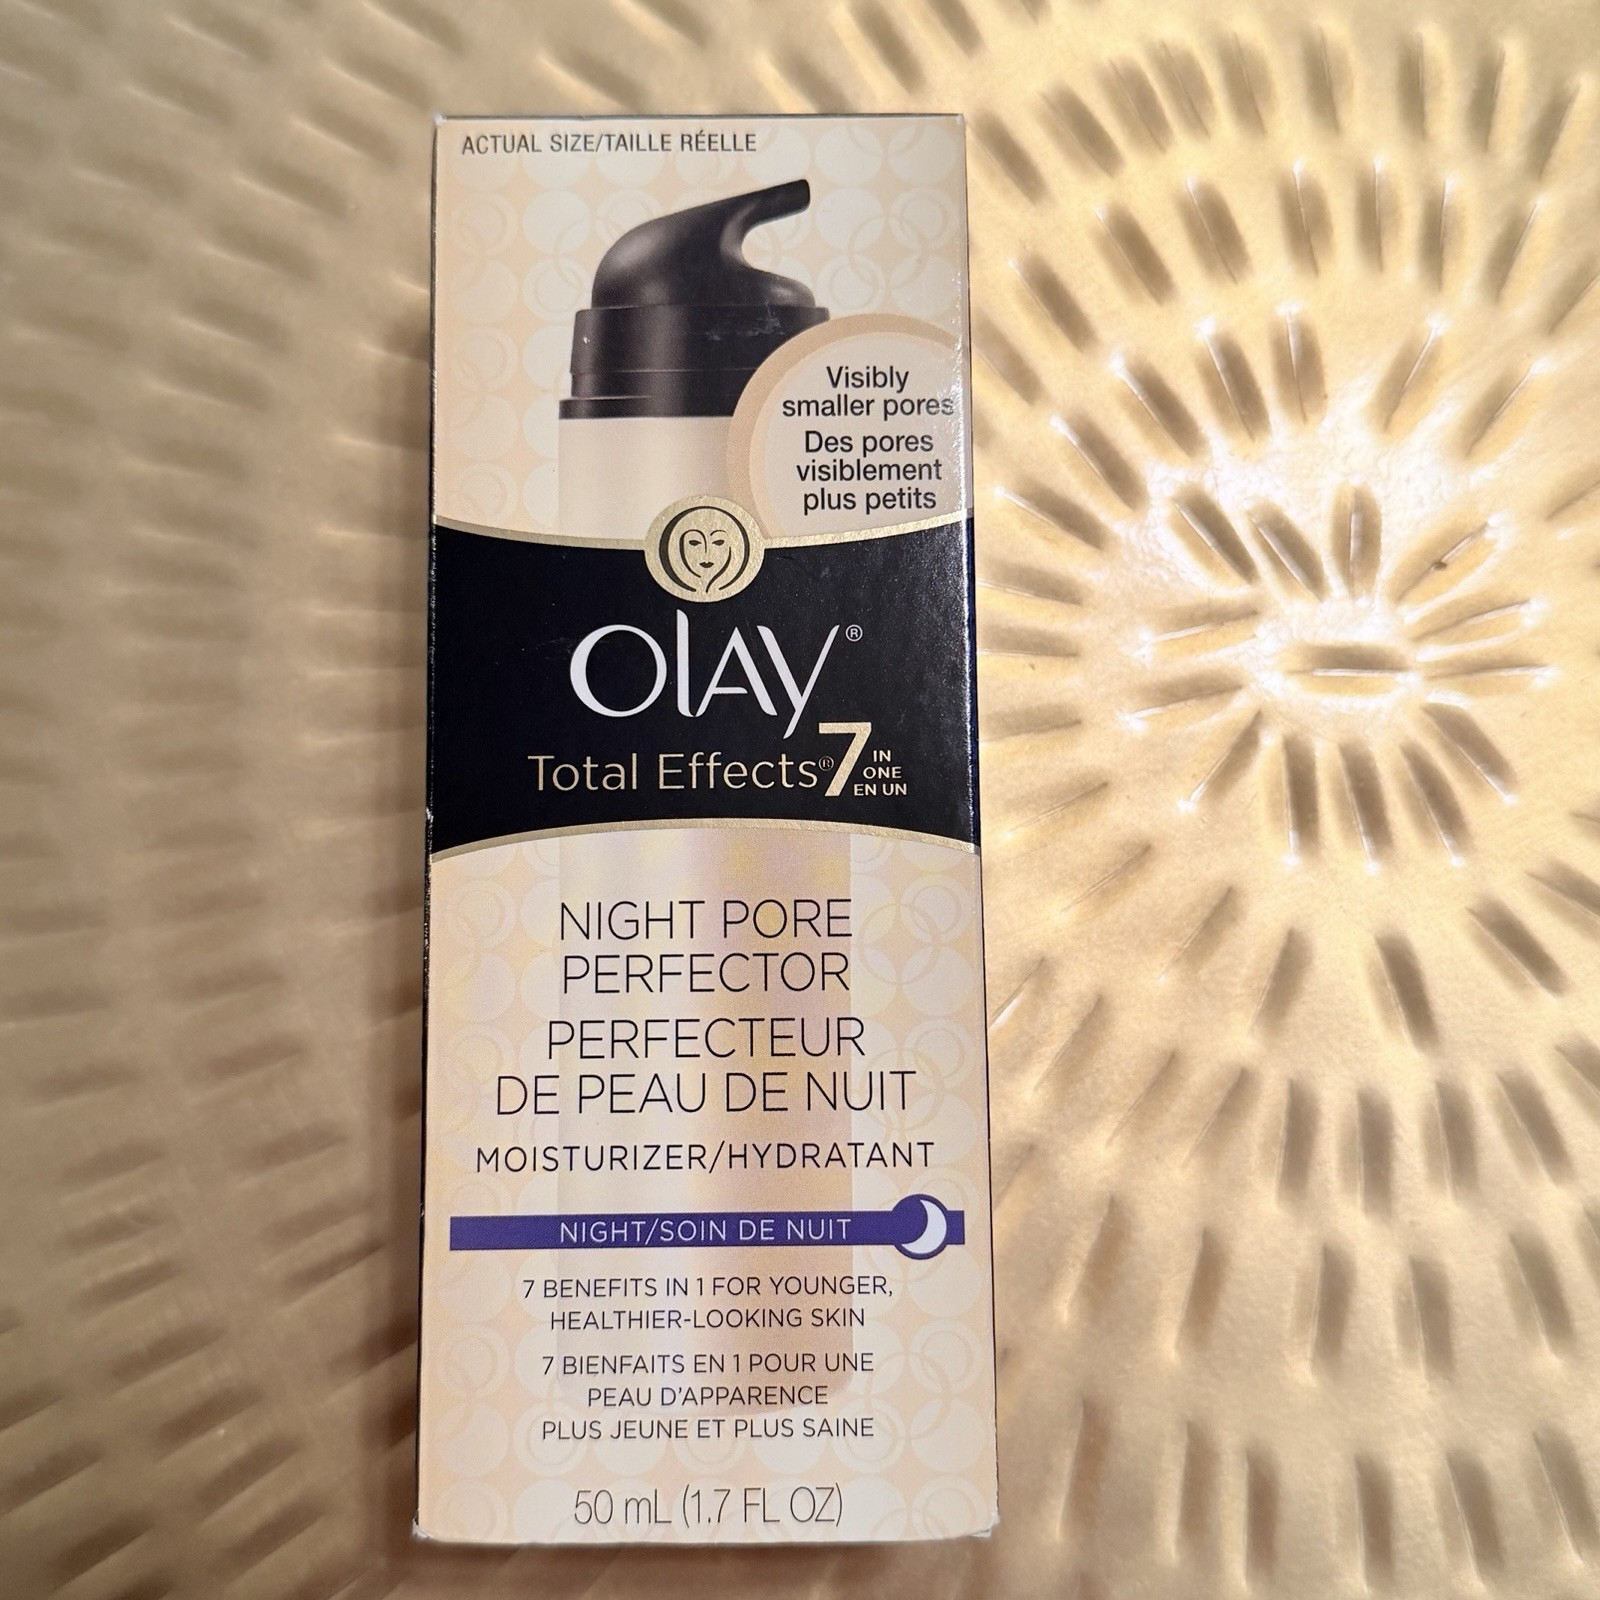 ACTUAL SIZE/TAILLE RÉELLE
Visibly
smaller pores
Des pores
visiblement
plus petits
OLAY®
Total Effects® 7 IN
ONE
EN UN
NIGHT PORE
PERFECTOR
PERFECTEUR
DE PEAU DE NUIT
MOISTURIZER/HYDRATANT
NIGHT/SOIN DE NUIT
7 BENEFITS IN 1 FOR YOUNGER,
HEALTHIER-LOOKING SKIN
7 BIENFAITS EN 1 POUR UNE
PEAU D'APPARENCE
PLUS JEUNE ET PLUS SAINE
50 mL (1.7 FL OZ)